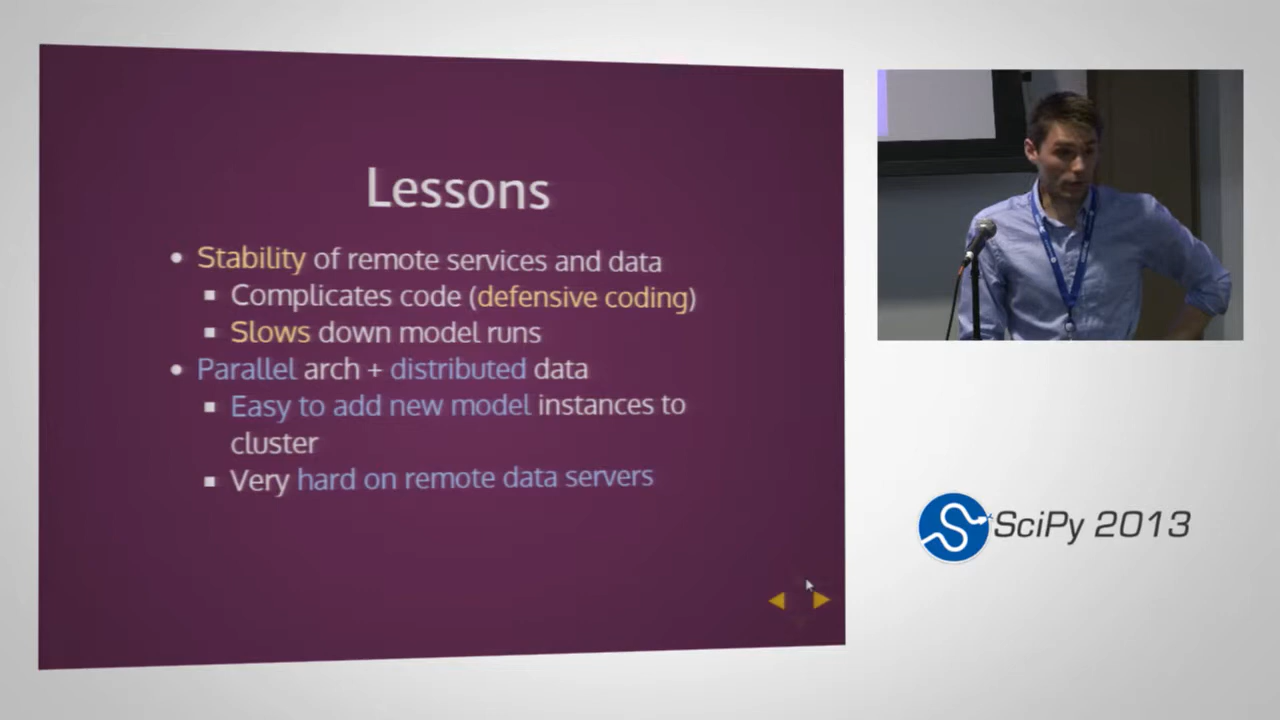 Lessons
• Stability of remote services and data
▪ Complicates code (defensive coding)
▪ Slows down model runs
• Parallel arch + distributed data
▪ Easy to add new model instances to
cluster
▪ Very hard on remote data servers
SciPy 2013